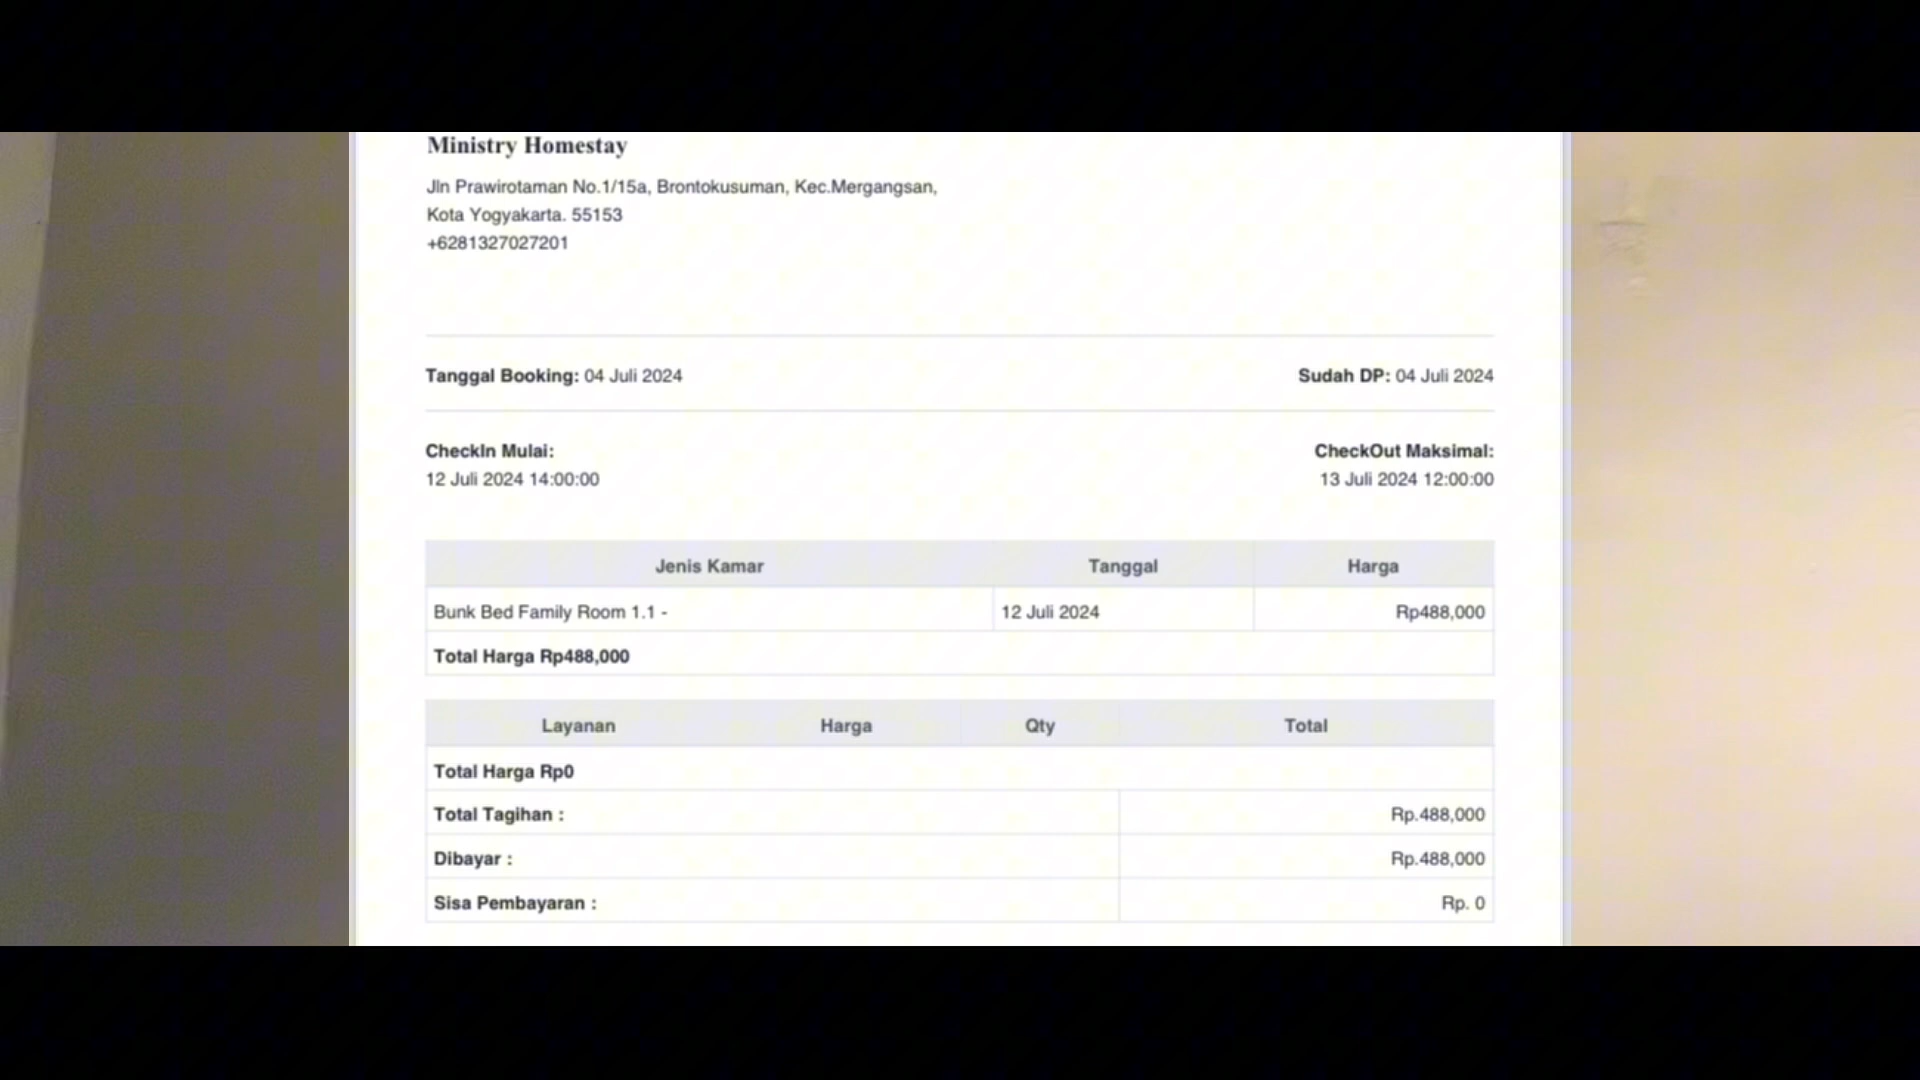 Ministry Homestay
Jln Prawirotaman No.1/15a, Brontokusuman, Kec.Mergangsan,
Kota Yogyakarta. 55153
+6281327027201
Tanggal Booking: 04 Juli 2024
Sudah DP: 04 Juli 2024
CheckIn Mulai:
12 Juli 2024 14:00:00
CheckOut Maksimal:
13 Juli 2024 12:00:00
Jenis Kamar Tanggal Harga
Bunk Bed Family Room 1.1 - 12 Juli 2024 Rp488,000
Total Harga Rp488,000
Layanan Harga Qty Total
Total Harga Rp0
Total Tagihan : Rp.488,000
Dibayar : Rp.488,000
Sisa Pembayaran : Rp. 0